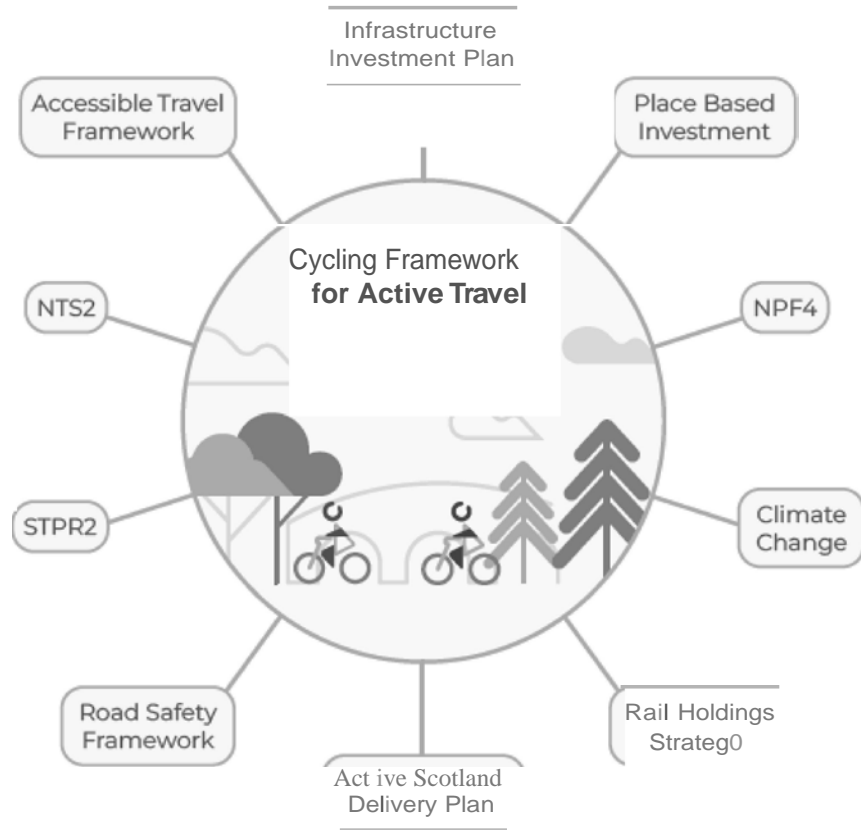 Infrastructure
Investment Plan
Accessible Travel
Framework
Place Based
Investment
Cycling Framework
for Active Travel
NTS2
NPF4
STPR2
Climate
Change
Road Safety
Framework
Rail Holdings
Strateg0
Act ive Scotland
Delivery Plan